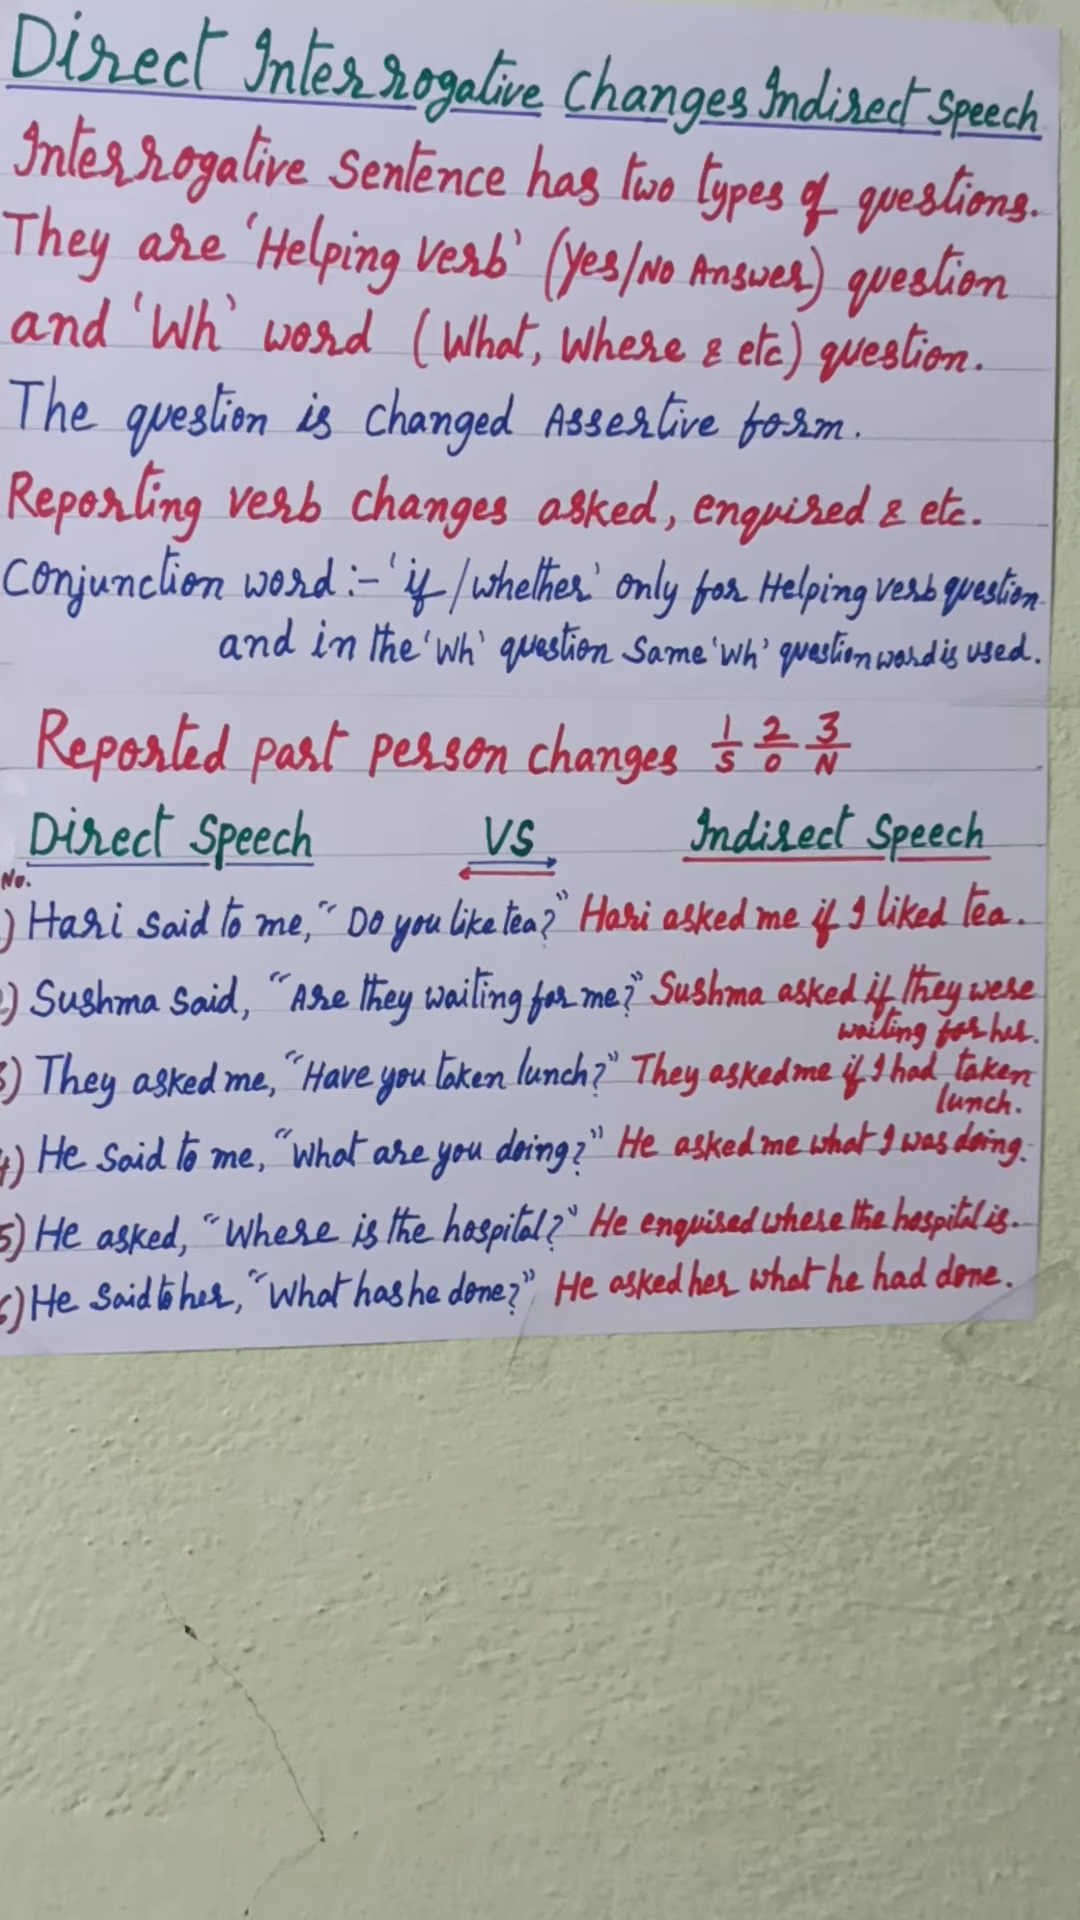 Direct Interrogative Changes Indirect Speech
Interrogative Sentence has two types of questions.
They are 'Helping verb' (Yes/No Answer) question
and 'Wh' word (What, Where & etc) question.
The question is changed Assertive form.
Reporting verb changes asked, enquired & etc.
Conjunction word:- 'if/whether' only for Helping verb question
and in the 'Wh' question Same 'Wh' question word is used.
Reported part person changes 1/S 2/O 3/N
Direct Speech VS Indirect Speech
No.
) Hari said to me, "Do you like tea?" Hari asked me if I liked tea.
2) Sushma said, "Are they waiting for me?" Sushma asked if they were
waiting for her.
3) They asked me, "Have you taken lunch?" They asked me if I had taken
lunch.
4) He said to me, "What are you doing?" He asked me what I was doing.
5) He asked, "Where is the hospital?" He enquired where the hospital is.
6) He said to her, "What has he done?" He asked her what he had done.